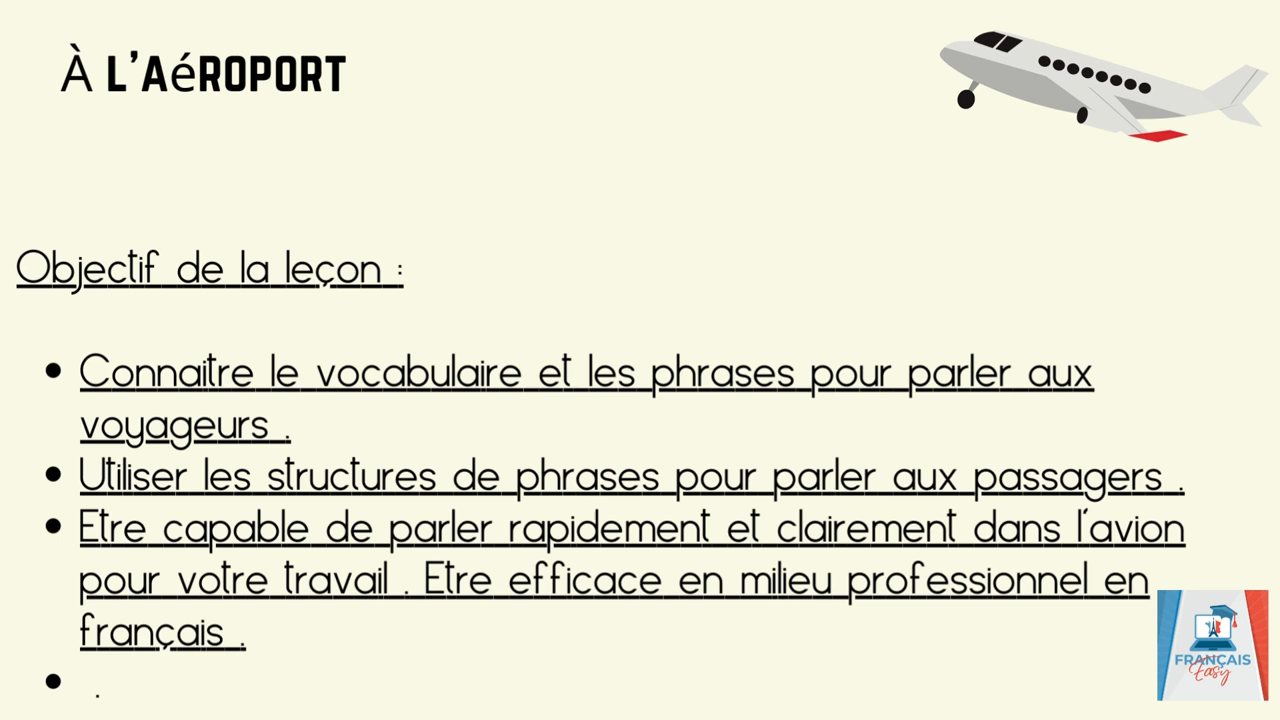 À L'AéROPORT
Objectif de la leçon :
• Connaitre le vocabulaire et les phrases pour parler aux
voyageurs .
• Utiliser les structures de phrases pour parler aux passagers .
• Etre capable de parler rapidement et clairement dans l'avion
pour votre travail . Etre efficace en milieu professionnel en
français .
• .
FRANÇAIS
Easy